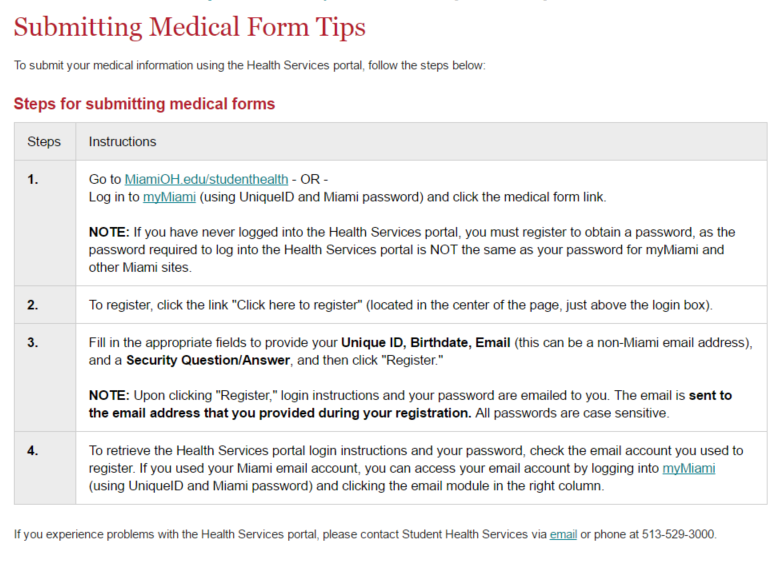 Submitting Medical Form Tips
To submit your medical information using the Health Services portal, follow the steps below:
Steps for submitting medical forms
Steps Instructions
1. Go to MiamiOH.edu/studenthealth - OR -
Log in to myMiami (using UniqueID and Miami password) and click the medical form link.
NOTE: If you have never logged into the Health Services portal, you must register to obtain a password, as the
password required to log into the Health Services portal is NOT the same as your password for myMiami and
other Miami sites.
2. To register, click the link "Click here to register" (located in the center of the page, just above the login box).
3. Fill in the appropriate fields to provide your Unique ID, Birthdate, Email (this can be a non-Miami email address),
and a Security Question/Answer, and then click "Register."
NOTE: Upon clicking "Register," login instructions and your password are emailed to you. The email is sent to
the email address that you provided during your registration. All passwords are case sensitive.
4. To retrieve the Health Services portal login instructions and your password, check the email account you used to
register. If you used your Miami email account, you can access your email account by logging into myMiami
(using UniqueID and Miami password) and clicking the email module in the right column.
If you experience problems with the Health Services portal, please contact Student Health Services via email or phone at 513-529-3000.